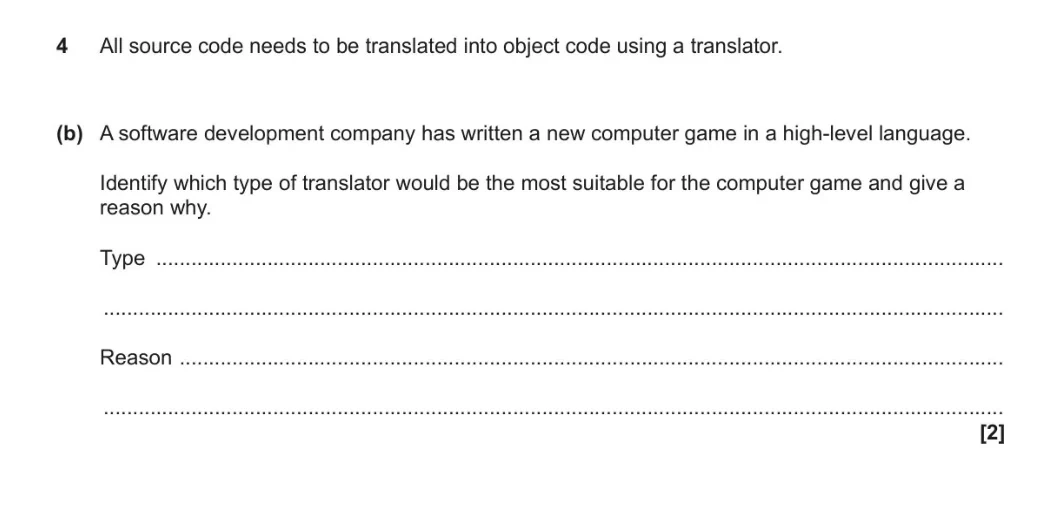 4 All source code needs to be translated into object code using a translator.
(b) A software development company has written a new computer game in a high-level language.
Identify which type of translator would be the most suitable for the computer game and give a
reason why.
Type ..........................................................................................................................................
..........................................................................................................................................
Reason ..........................................................................................................................................
..........................................................................................................................................
[2]